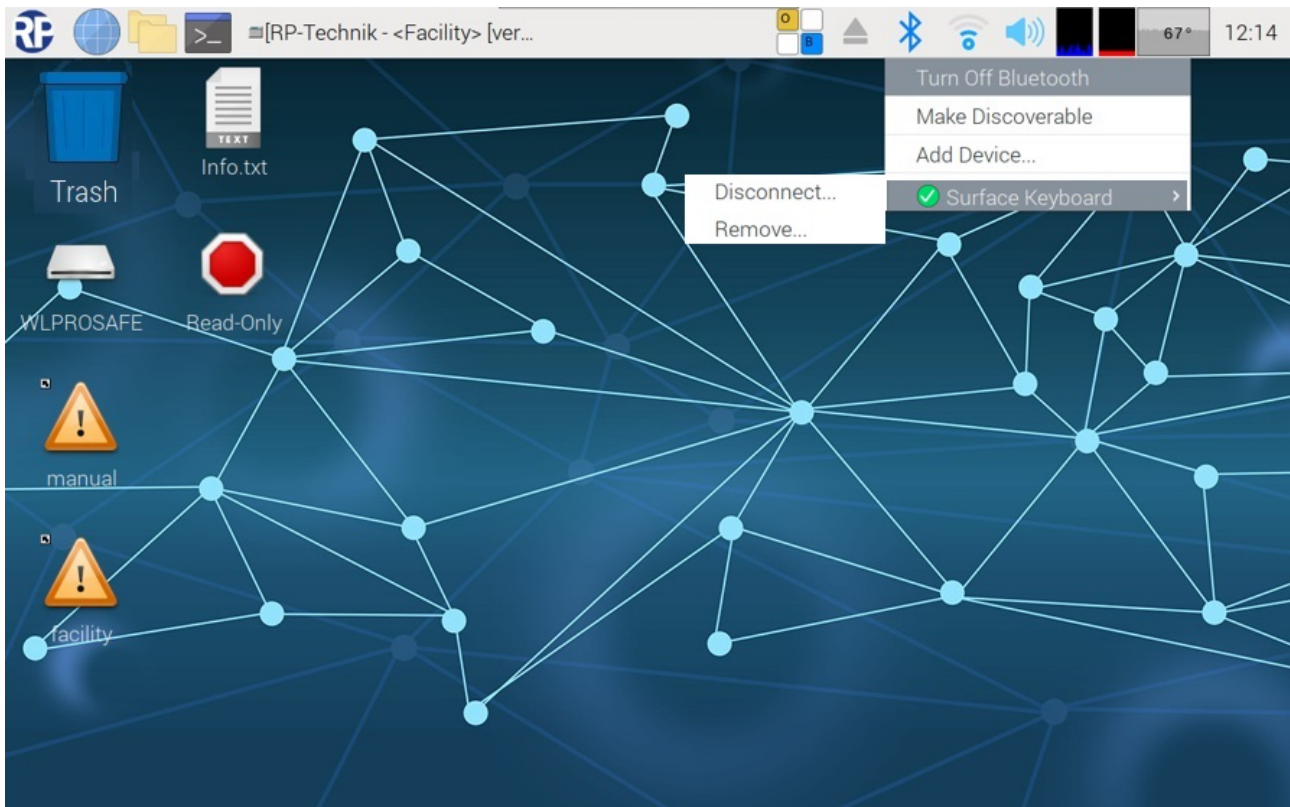 RP
>_
[RP-Technik - <Facility> [ver...
O
B
67°
12:14
Turn Off Bluetooth
Make Discoverable
Add Device...
Surface Keyboard
Disconnect...
Remove...
Trash
TEXT
Info.txt
WLPROSAFE
Read-Only
!
manual
!
facility